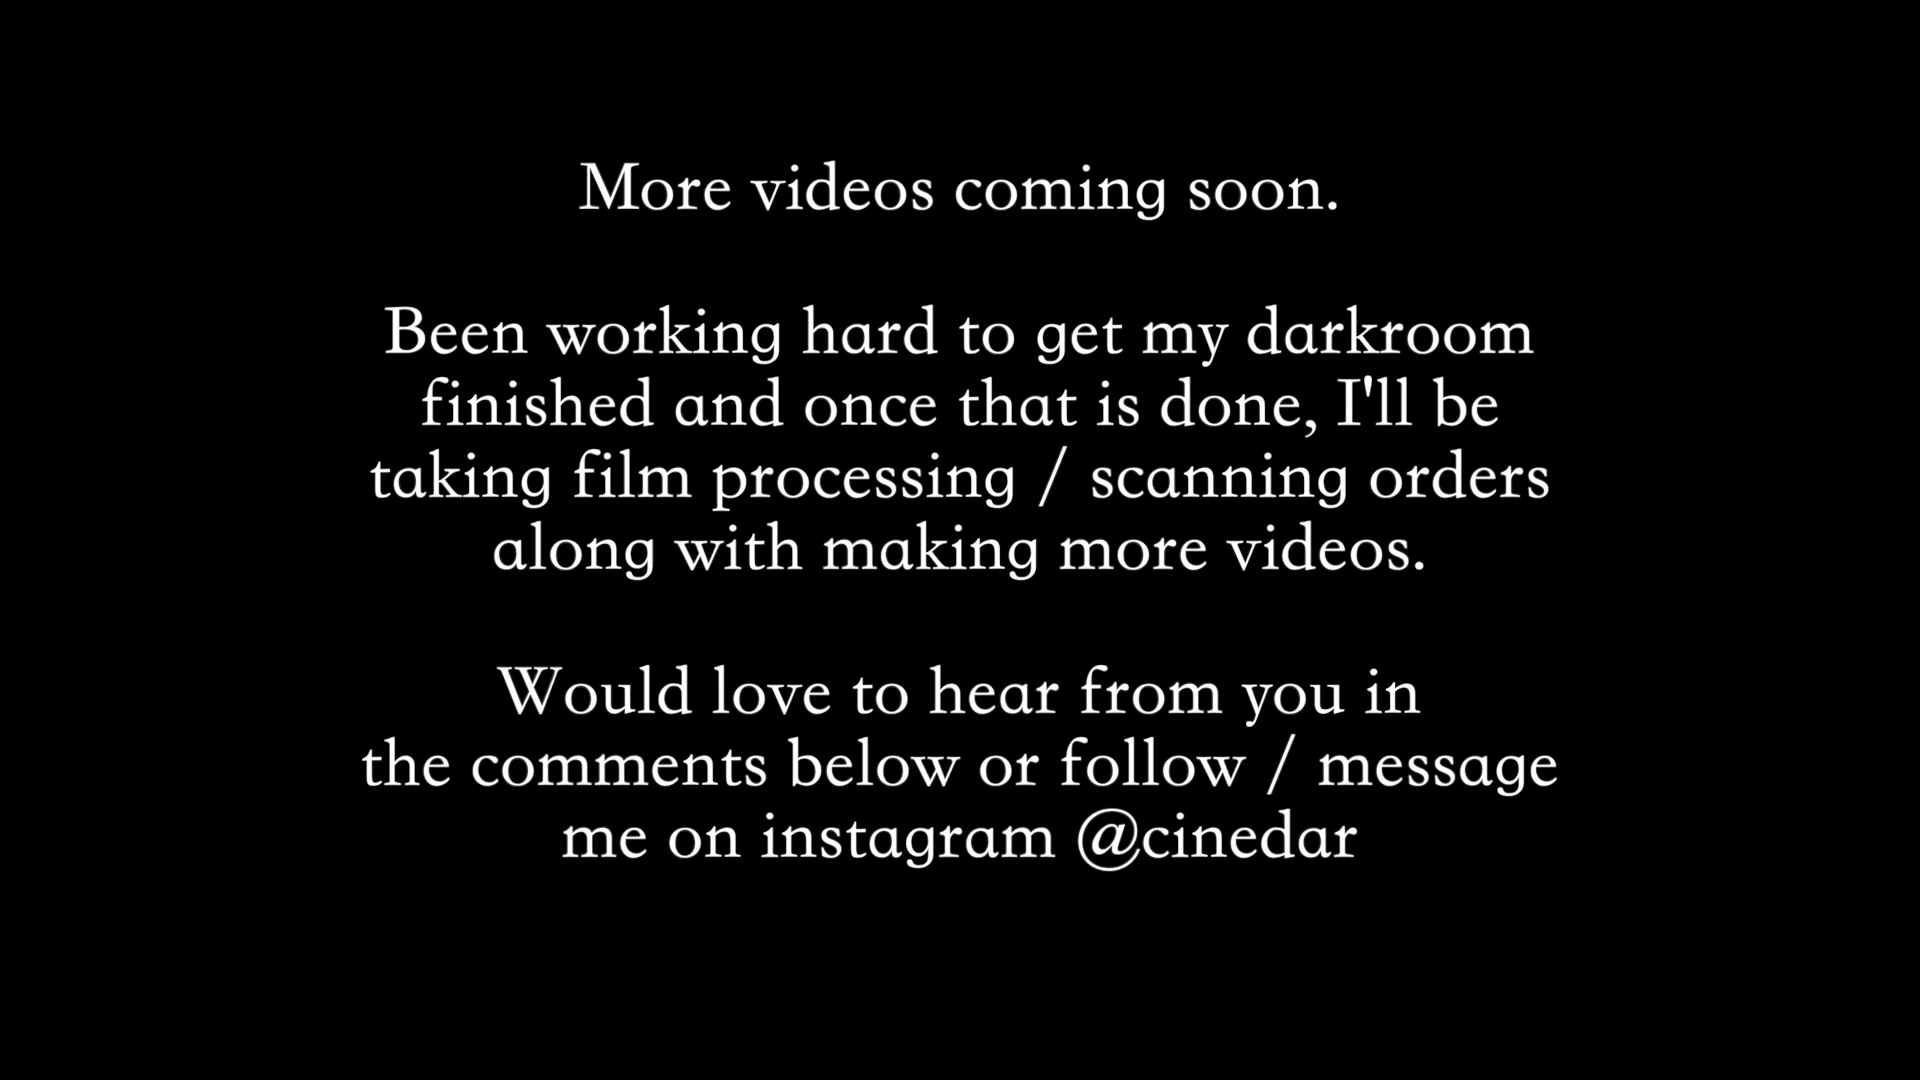 More videos coming soon.
Been working hard to get my darkroom
finished and once that is done, I'll be
taking film processing / scanning orders
along with making more videos.
Would love to hear from you in
the comments below or follow / message
me on instagram @cinedar